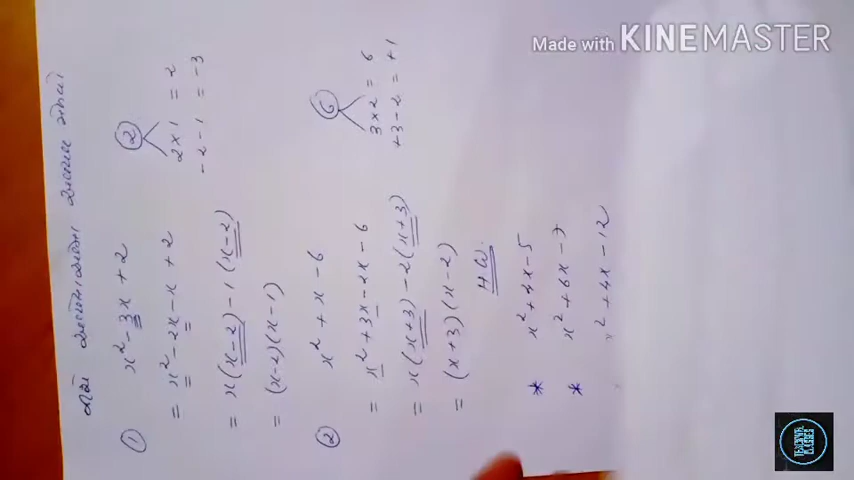 ① x² - 3x + 2
= x² - 2x - x + 2
= x(x-2) - 1(x-2)
= (x-2)(x-1)
②
2 x 1 = 2
-2 - 1 = -3
② x² + x - 6
= x² + 3x - 2x - 6
= x(x+3) - 2(x+3)
= (x+3)(x-2)
⑥
3 x 2 = 6
+3 - 2 = +1
H.W.
* x² + 4x - 5
* x² + 6x - 7
x² + 4x - 12
Made with KINEMASTER